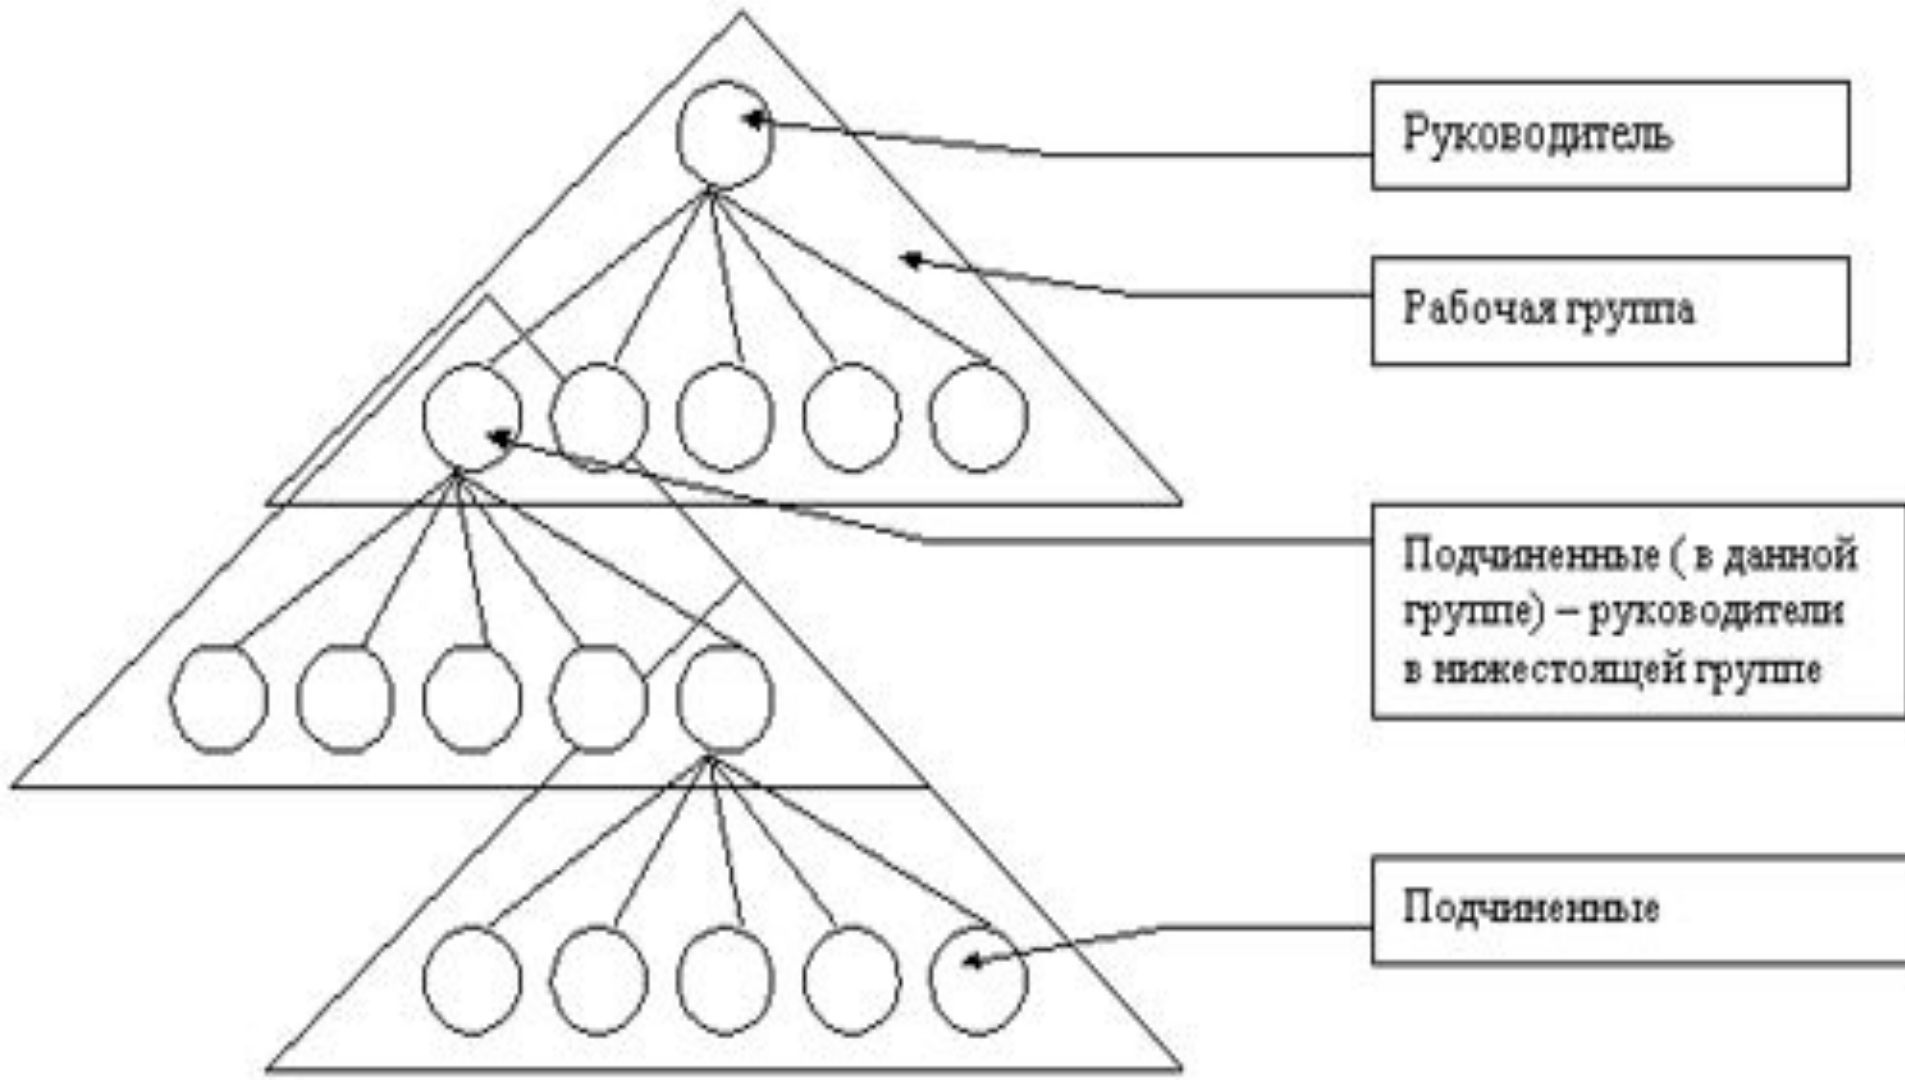 Руководитель
Рабочая группа
Подчиненные ( в данной
группе) – руководители
в нижестоящей группе
Подчиненные